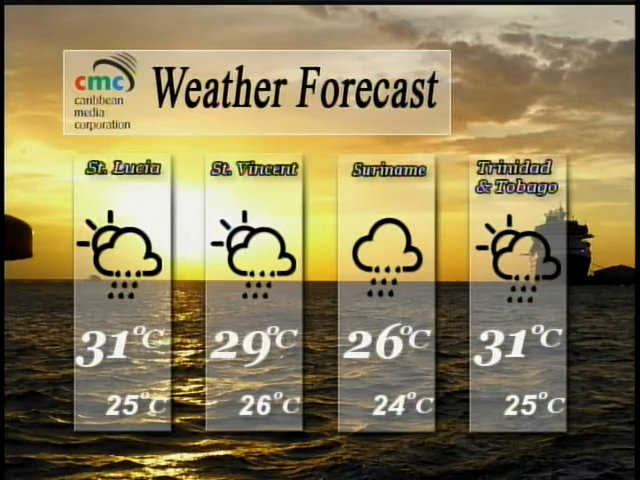 cmc
caribbean
media
corporation
Weather Forecast
St. Lucia
St. Vincent
Suriname
Trinidad
& Tobago
31°C
29°C
26°C
31°C
25°C
26°C
24°C
25°C